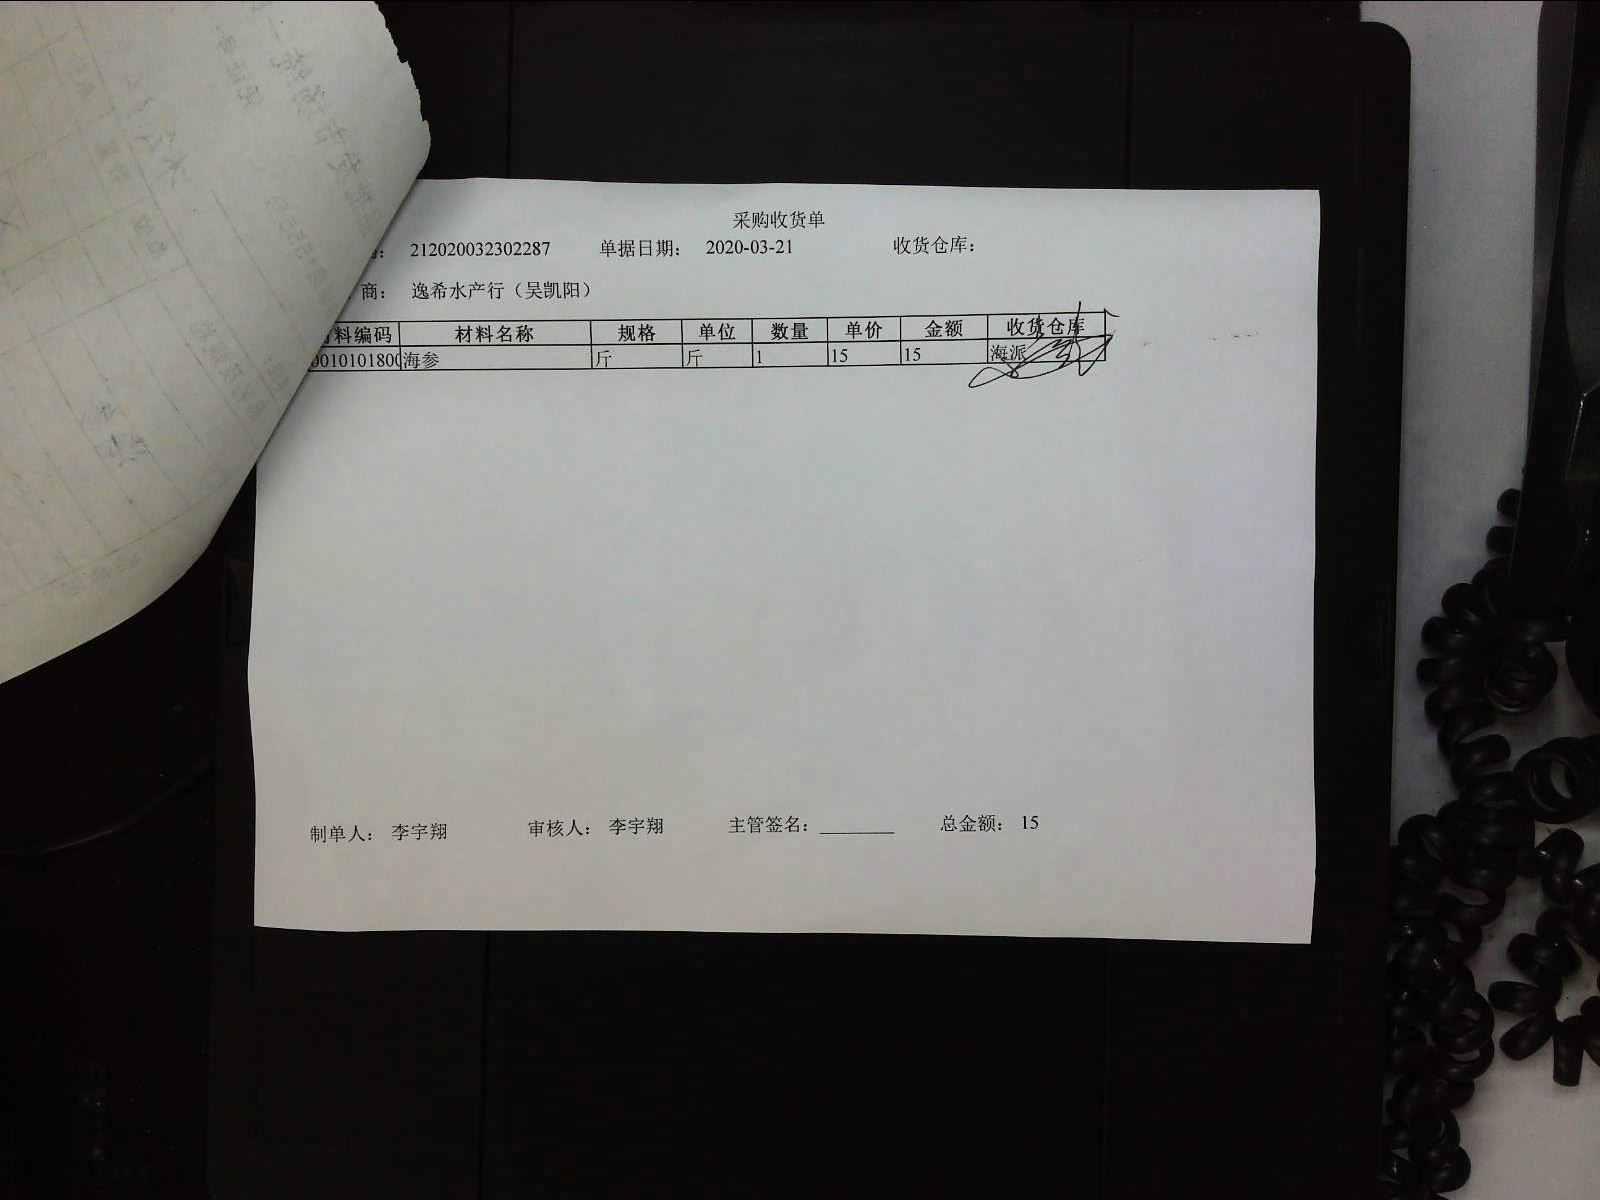 采购收货单
212020032302287 单据日期： 2020-03-21 收货仓库：
商： 逸希水产行（吴凯阳）
料编码 材料名称 规格 单位 数量 单价 金额 收货仓库
001010180 海参 斤 斤 1 15 15 海派
制单人： 李宇翔 审核人： 李宇翔 主管签名： 总金额： 15